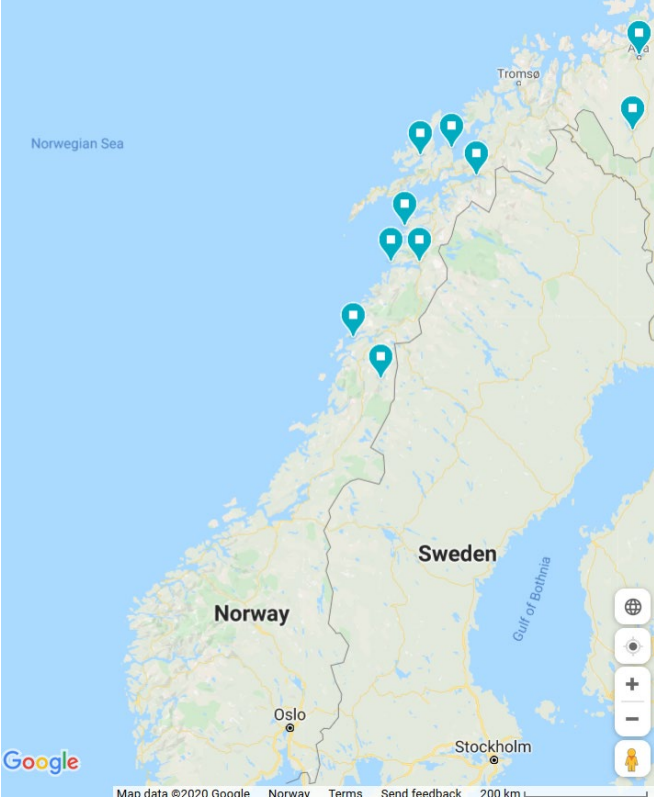 Tromsø
Norwegian Sea
Sweden
Gulf of Bothnia
Norway
Oslo
Stockholm
Google
Map data ©2020 Google Norway Terms Send feedback 200 km